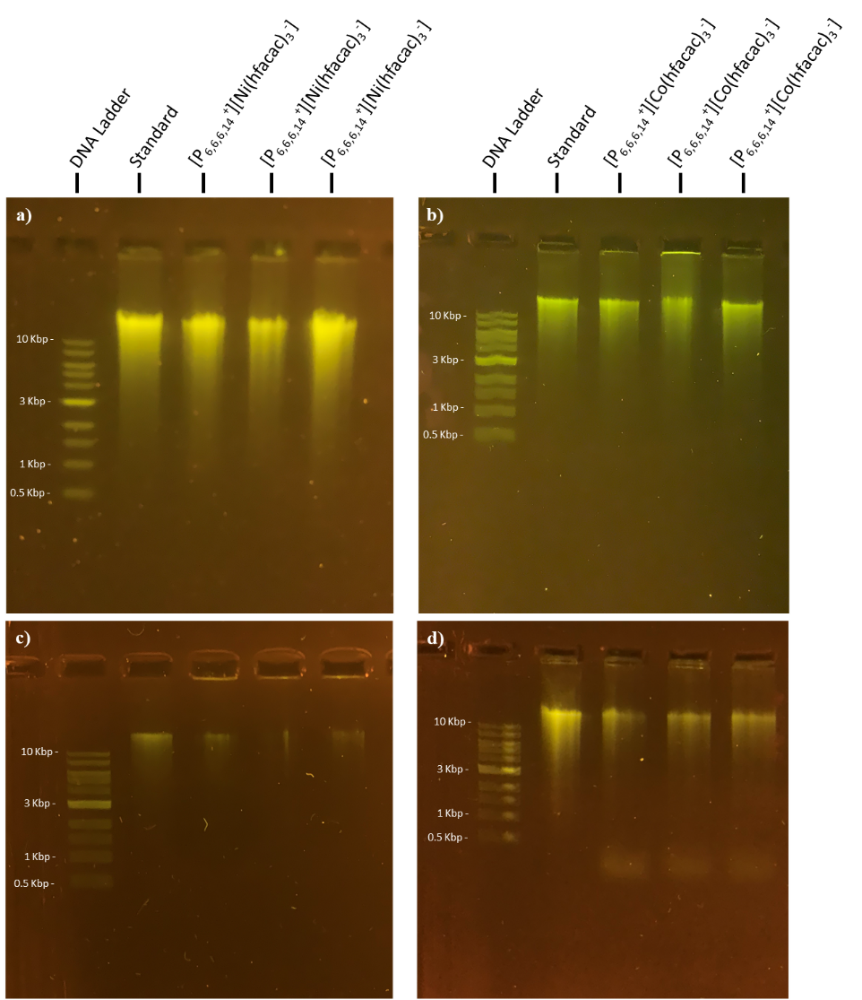 DNA Ladder
Standard
[P6,6,6,14+][Ni(hfacac)3-]
[P6,6,6,14+][Ni(hfacac)3-]
[P6,6,6,14+][Ni(hfacac)3-]
DNA Ladder
Standard
[P6,6,6,14+][Co(hfacac)3-]
[P6,6,6,14+][Co(hfacac)3-]
[P6,6,6,14+][Co(hfacac)3-]
a)
10 Kbp -
3 Kbp -
1 Kbp -
0.5 Kbp -
b)
10 Kbp -
3 Kbp -
1 Kbp -
0.5 Kbp -
c)
10 Kbp -
3 Kbp -
1 Kbp -
0.5 Kbp -
d)
10 Kbp -
3 Kbp -
1 Kbp -
0.5 Kbp -